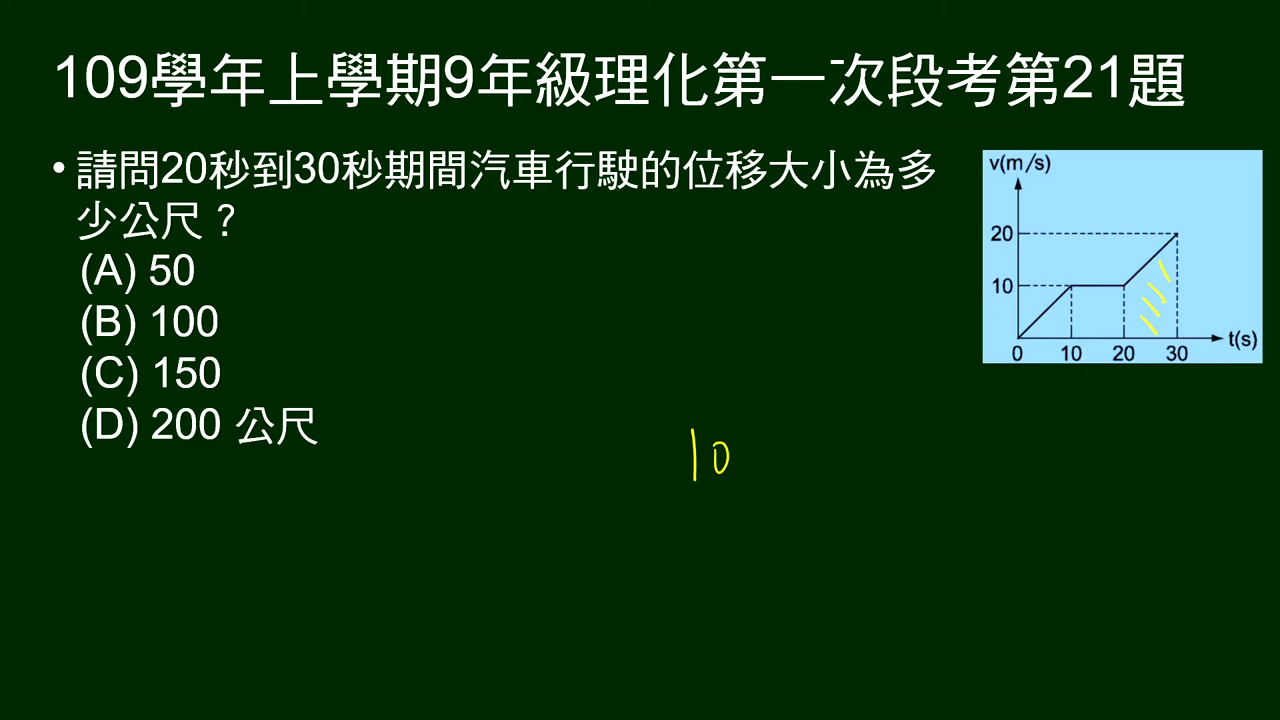 109學年上學期9年級理化第一次段考第21題
• 請問20秒到30秒期間汽車行駛的位移大小為多
少公尺？
(A) 50
(B) 100
(C) 150
(D) 200 公尺
v(m/s)
20
10
0 10 20 30 t(s)
10